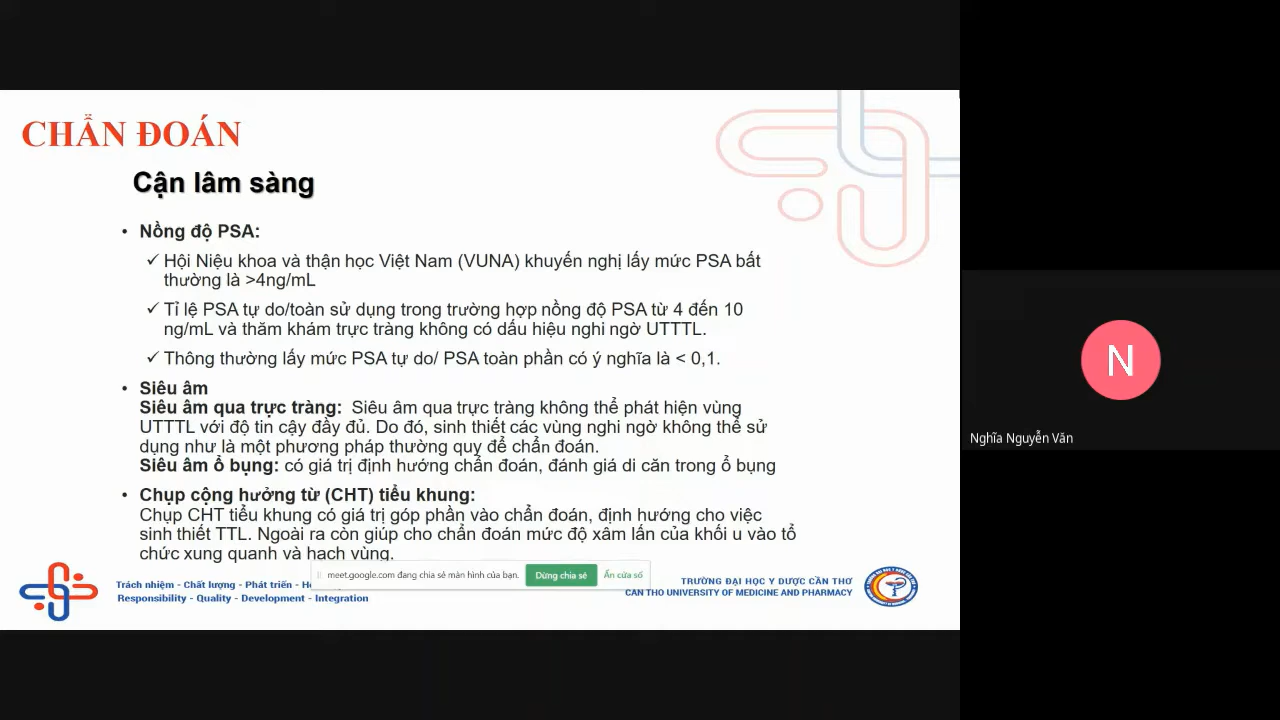 CHẨN ĐOÁN
Cận lâm sàng
• Nồng độ PSA:
✓ Hội Niệu khoa và thận học Việt Nam (VUNA) khuyến nghị lấy mức PSA bất
thường là >4ng/mL
✓ Tỉ lệ PSA tự do/toàn sử dụng trong trường hợp nồng độ PSA từ 4 đến 10
ng/mL và thăm khám trực tràng không có dấu hiệu nghi ngờ UTTTL.
✓ Thông thường lấy mức PSA tự do/ PSA toàn phần có ý nghĩa là < 0,1.
• Siêu âm
Siêu âm qua trực tràng: Siêu âm qua trực tràng không thể phát hiện vùng
UTTTL với độ tin cậy đầy đủ. Do đó, sinh thiết các vùng nghi ngờ không thể sử
dụng như là một phương pháp thường quy để chẩn đoán.
Siêu âm ổ bụng: có giá trị định hướng chẩn đoán, đánh giá di căn trong ổ bụng
• Chụp cộng hưởng từ (CHT) tiểu khung:
Chụp CHT tiểu khung có giá trị góp phần vào chẩn đoán, định hướng cho việc
sinh thiết TTL. Ngoài ra còn giúp cho chẩn đoán mức độ xâm lấn của khối u vào tổ
chức xung quanh và hạch vùng.
meet.google.com đang chia sẻ màn hình của bạn. Dừng chia sẻ Ẩn cửa sổ
Trách nhiệm - Chất lượng - Phát triển - H
Responsibility - Quality - Development - Integration
TRƯỜNG ĐẠI HỌC Y DƯỢC CẦN THƠ
CAN THO UNIVERSITY OF MEDICINE AND PHARMACY
N
Nghĩa Nguyễn Văn